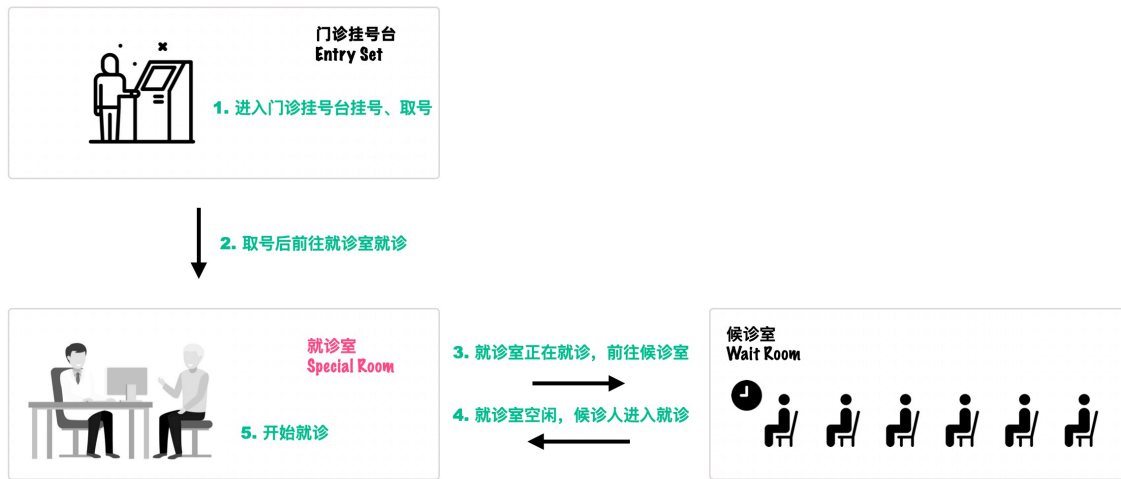 门诊挂号台
Entry Set
1. 进入门诊挂号台挂号、取号
2. 取号后前往就诊室就诊
就诊室
Special Room
5. 开始就诊
3. 就诊室正在就诊，前往候诊室
4. 就诊室空闲，候诊人进入就诊
候诊室
Wait Room